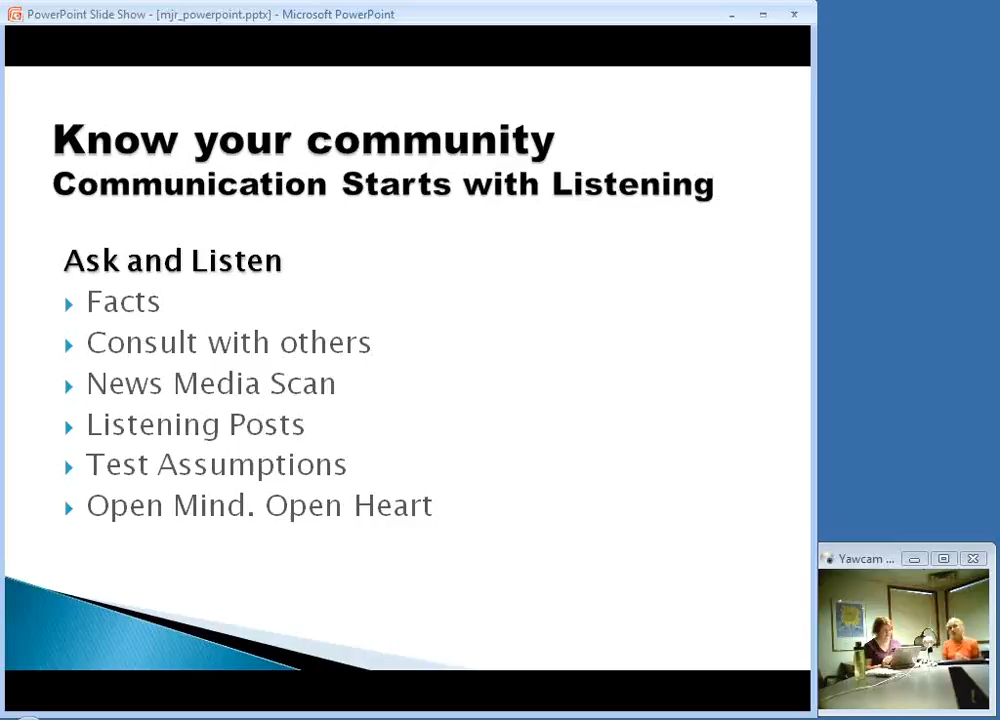 PowerPoint Slide Show - [mjr_powerpoint.pptx] - Microsoft PowerPoint
Know your community
Communication Starts with Listening
Ask and Listen
Facts
Consult with others
News Media Scan
Listening Posts
Test Assumptions
Open Mind. Open Heart
Yawcam ...